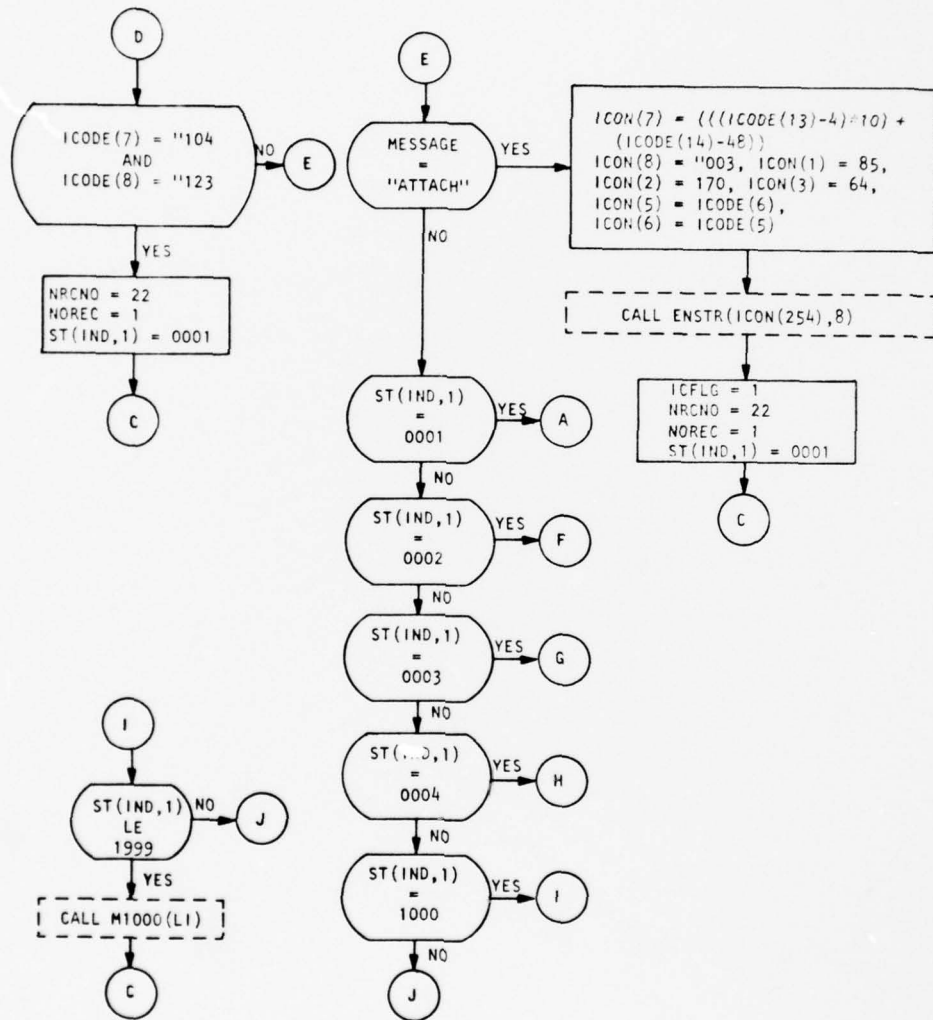 D
ICODE(7) = "104
AND
ICODE(8) = "123
NO
E
YES
NRCNO = 22
NOREC = 1
ST(IND,1) = 0001
C
E
MESSAGE
=
"ATTACH"
YES
ICON(7) = (((ICODE(13)-4)*10) +
(ICODE(14)-48))
ICON(8) = "003, ICON(1) = 85,
ICON(2) = 170, ICON(3) = 64,
ICON(5) = ICODE(6),
ICON(6) = ICODE(5)
CALL ENSTR(ICON(254),8)
ICFLG = 1
NRCNO = 22
NOREC = 1
ST(IND,1) = 0001
C
NO
ST(IND,1)
=
0001
YES
A
NO
ST(IND,1)
=
0002
YES
F
NO
ST(IND,1)
=
0003
YES
G
NO
=
0004
YES
H
NO
ST(IND,1)
=
1000
YES
I
NO
J
I
ST(IND,1)
LE
1999
NO
J
YES
CALL M1000(LI)
C